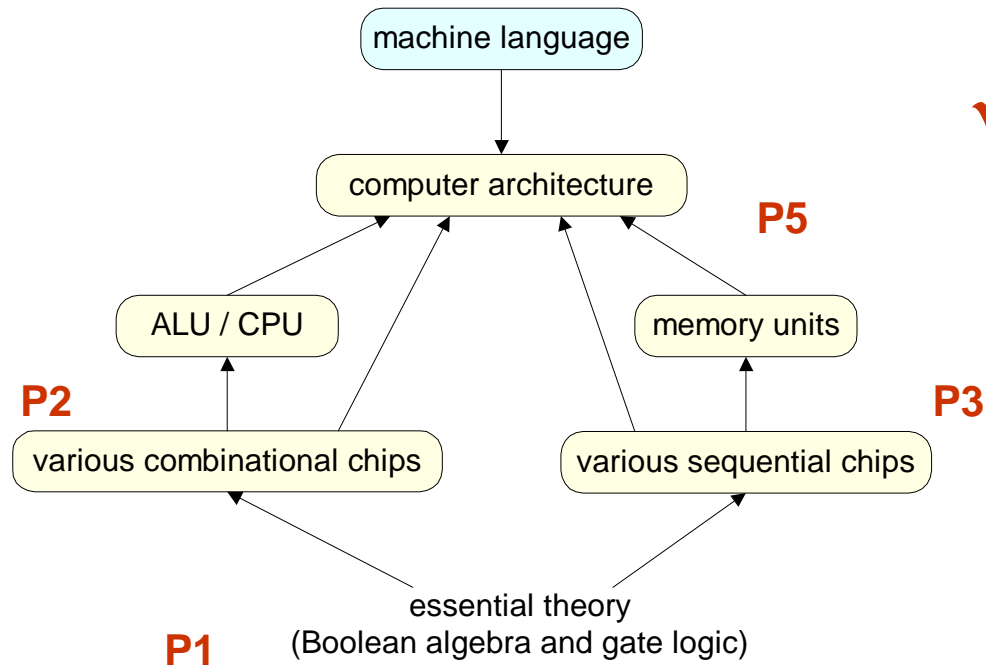 machine language
computer architecture
P5
ALU / CPU
memory units
P2
P3
various combinational chips
various sequential chips
essential theory
(Boolean algebra and gate logic)
P1